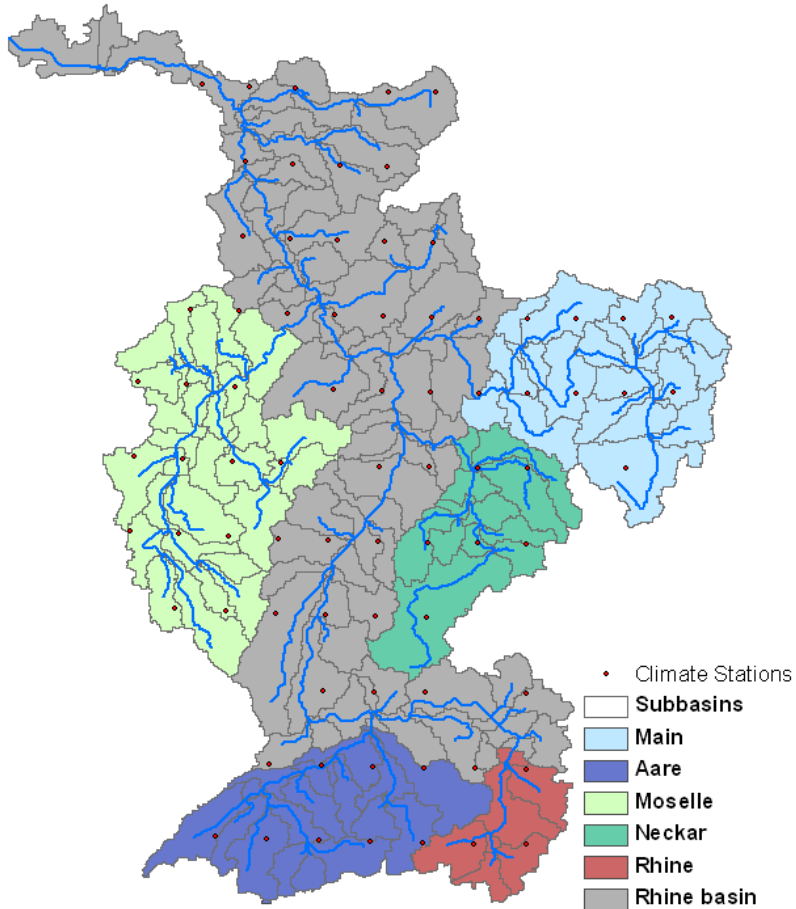 Climate Stations
Subbasins
Main
Aare
Moselle
Neckar
Rhine
Rhine basin